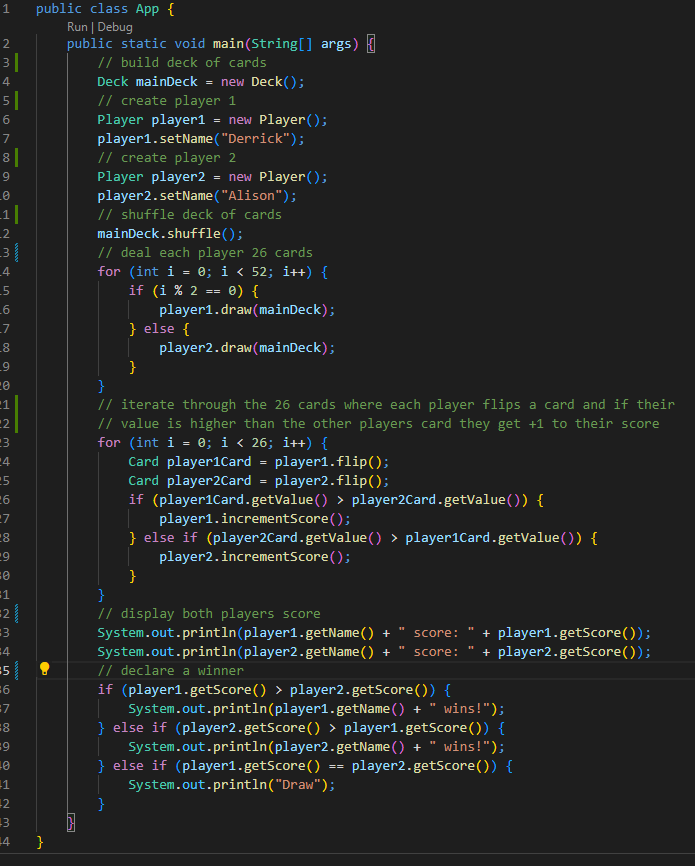 1 public class App {
Run | Debug
2 public static void main(String[] args) {
3 // build deck of cards
4 Deck mainDeck = new Deck();
5 // create player 1
6 Player player1 = new Player();
7 player1.setName("Derrick");
8 // create player 2
9 Player player2 = new Player();
10 player2.setName("Alison");
11 // shuffle deck of cards
12 mainDeck.shuffle();
13 // deal each player 26 cards
14 for (int i = 0; i < 52; i++) {
15 if (i % 2 == 0) {
16 player1.draw(mainDeck);
17 } else {
18 player2.draw(mainDeck);
19 }
20 }
21 // iterate through the 26 cards where each player flips a card and if their
22 // value is higher than the other players card they get +1 to their score
23 for (int i = 0; i < 26; i++) {
24 Card player1Card = player1.flip();
25 Card player2Card = player2.flip();
26 if (player1Card.getValue() > player2Card.getValue()) {
27 player1.incrementScore();
28 } else if (player2Card.getValue() > player1Card.getValue()) {
29 player2.incrementScore();
30 }
31 }
32 // display both players score
33 System.out.println(player1.getName() + " score: " + player1.getScore());
34 System.out.println(player2.getName() + " score: " + player2.getScore());
35 // declare a winner
36 if (player1.getScore() > player2.getScore()) {
37 System.out.println(player1.getName() + " wins!");
38 } else if (player2.getScore() > player1.getScore()) {
39 System.out.println(player2.getName() + " wins!");
40 } else if (player1.getScore() == player2.getScore()) {
41 System.out.println("Draw");
42 }
43 }
44 }